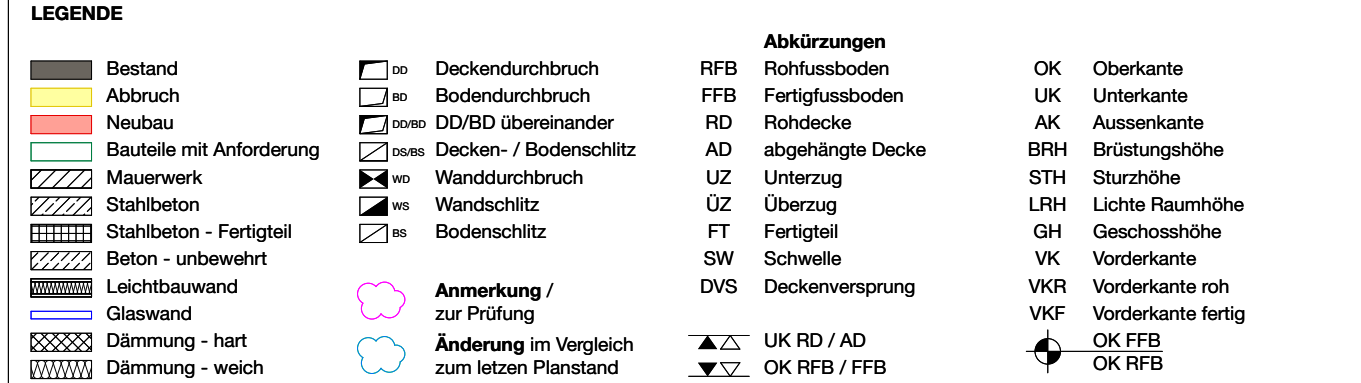 LEGENDE
Bestand
Abbruch
Neubau
Bauteile mit Anforderung
Mauerwerk
Stahlbeton
Stahlbeton - Fertigteil
Beton - unbewehrt
Leichtbauwand
Glaswand
Dämmung - hart
Dämmung - weich
DD Deckendurchbruch
BD Bodendurchbruch
DD/BD DD/BD übereinander
DS/BS Decken- / Bodenschlitz
WD Wanddurchbruch
WS Wandschlitz
BS Bodenschlitz
Anmerkung /
zur Prüfung
Änderung im Vergleich
zum letzen Planstand
Abkürzungen
RFB Rohfussboden
FFB Fertigfussboden
RD Rohdecke
AD abgehängte Decke
UZ Unterzug
ÜZ Überzug
FT Fertigteil
SW Schwelle
DVS Deckenversprung
UK RD / AD
OK RFB / FFB
OK Oberkante
UK Unterkante
AK Aussenkante
BRH Brüstungshöhe
STH Sturzhöhe
LRH Lichte Raumhöhe
GH Geschosshöhe
VK Vorderkante
VKR Vorderkante roh
VKF Vorderkante fertig
OK FFB
OK RFB